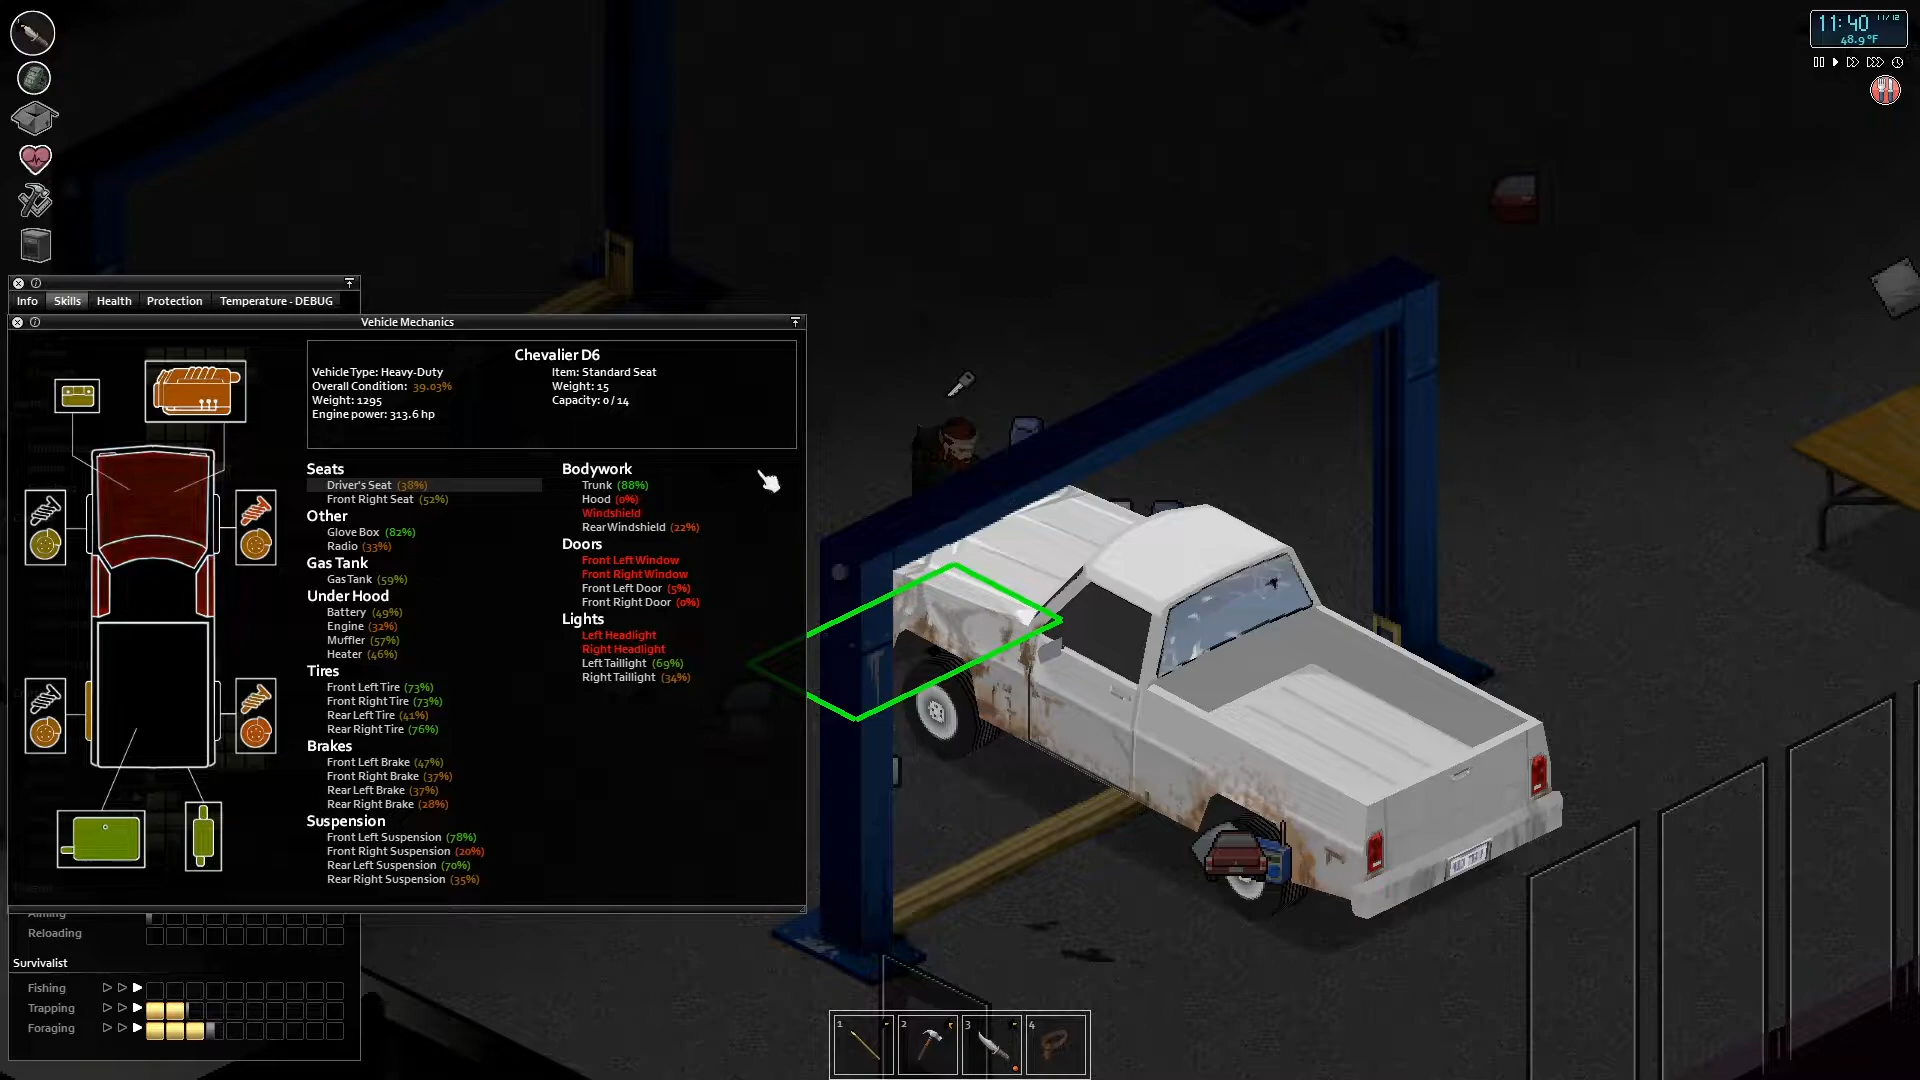 11:40 11/12
48.9°F
Info Skills Health Protection Temperature - DEBUG
Vehicle Mechanics
Chevalier D6
Vehicle Type: Heavy-Duty
Overall Condition: 39.03%
Weight: 1295
Engine power: 313.6 hp
Item: Standard Seat
Weight: 15
Capacity: 0 / 14
Seats
Driver's Seat (38%)
Front Right Seat (52%)
Other
Glove Box (82%)
Radio (33%)
Gas Tank
Gas Tank (59%)
Under Hood
Battery (49%)
Engine (32%)
Muffler (57%)
Heater (46%)
Tires
Front Left Tire (73%)
Front Right Tire (73%)
Rear Left Tire (41%)
Rear Right Tire (76%)
Brakes
Front Left Brake (47%)
Front Right Brake (37%)
Rear Left Brake (37%)
Rear Right Brake (28%)
Suspension
Front Left Suspension (78%)
Front Right Suspension (20%)
Rear Left Suspension (70%)
Rear Right Suspension (35%)
Bodywork
Trunk (88%)
Hood (0%)
Windshield
Rear Windshield (22%)
Doors
Front Left Window
Front Right Window
Front Left Door (5%)
Front Right Door (0%)
Lights
Left Headlight
Right Headlight
Left Taillight (69%)
Right Taillight (34%)
Aiming
Reloading
Survivalist
Fishing
Trapping
Foraging
1 2 3 4